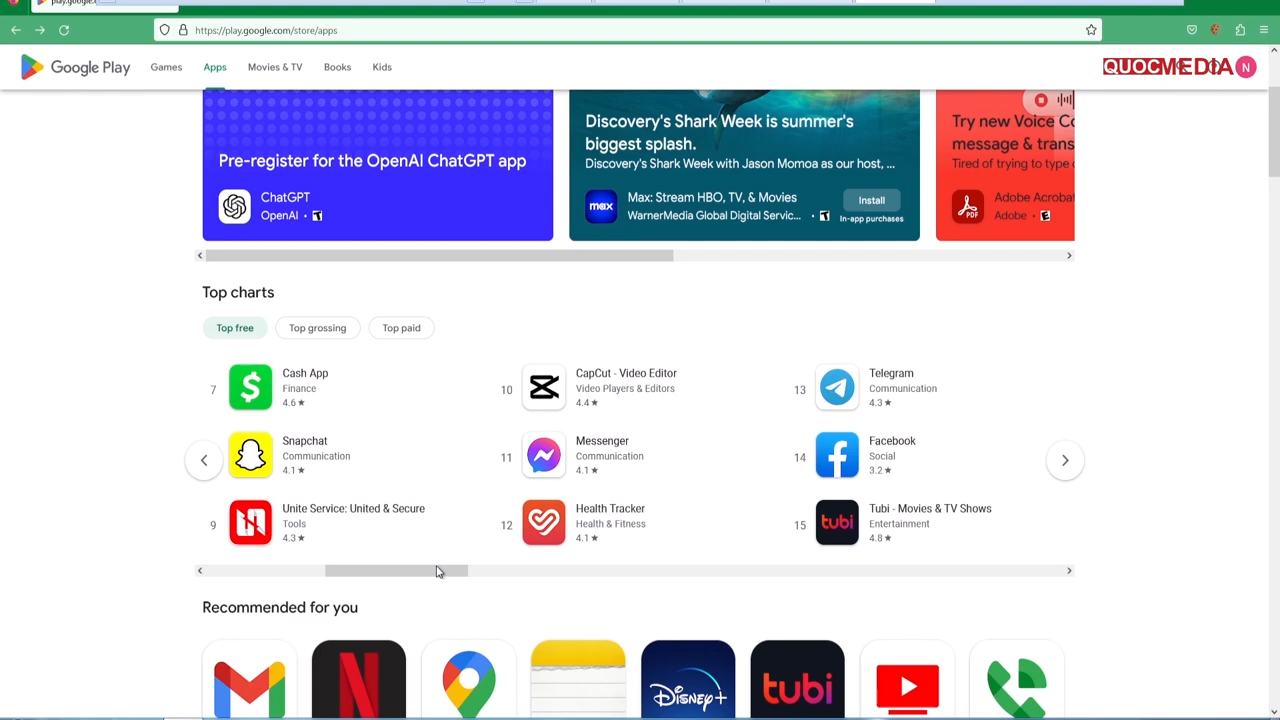 play.google.c
https://play.google.com/store/apps
Google Play
Games
Apps
Movies & TV
Books
Kids
QUOCMEDIA
N
Pre-register for the OpenAI ChatGPT app
ChatGPT
OpenAI •
Discovery's Shark Week is summer's
biggest splash.
Discovery's Shark Week with Jason Momoa as our host, ...
max
Max: Stream HBO, TV, & Movies
WarnerMedia Global Digital Servic... •
Install
In-app purchases
Try new Voice Co
message & trans
Tired of trying to type
PDF
Adobe Acrobat
Adobe • E
Top charts
Top free
Top grossing
Top paid
7
Cash App
Finance
4.6 ★
Snapchat
Communication
4.1 ★
9
Unite Service: United & Secure
Tools
4.3 ★
10
CapCut - Video Editor
Video Players & Editors
4.4 ★
11
Messenger
Communication
4.1 ★
12
Health Tracker
Health & Fitness
4.1 ★
13
Telegram
Communication
4.3 ★
14
Facebook
Social
3.2 ★
15
tubi
Tubi - Movies & TV Shows
Entertainment
4.8 ★
Recommended for you
Disney+
tubi